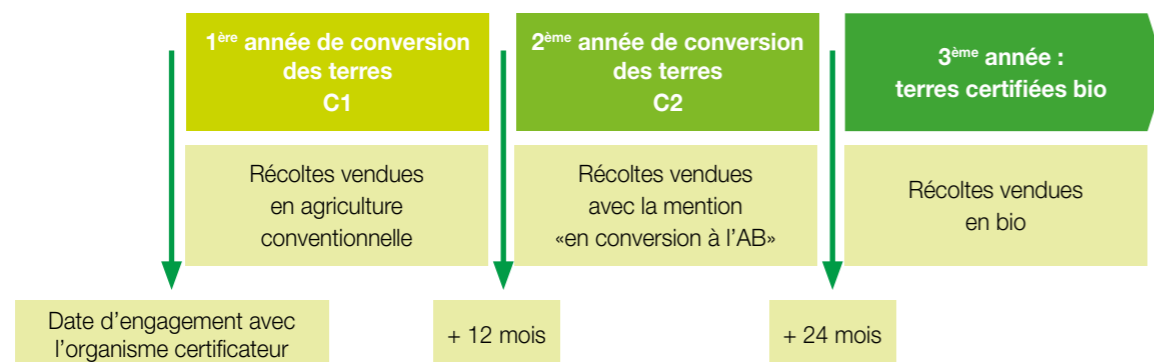 1ère année de conversion
des terres
C1
2ème année de conversion
des terres
C2
3ème année :
terres certifiées bio
Récoltes vendues
en agriculture
conventionnelle
Récoltes vendues
avec la mention
«en conversion à l’AB»
Récoltes vendues
en bio
Date d’engagement avec
l’organisme certificateur
+ 12 mois
+ 24 mois